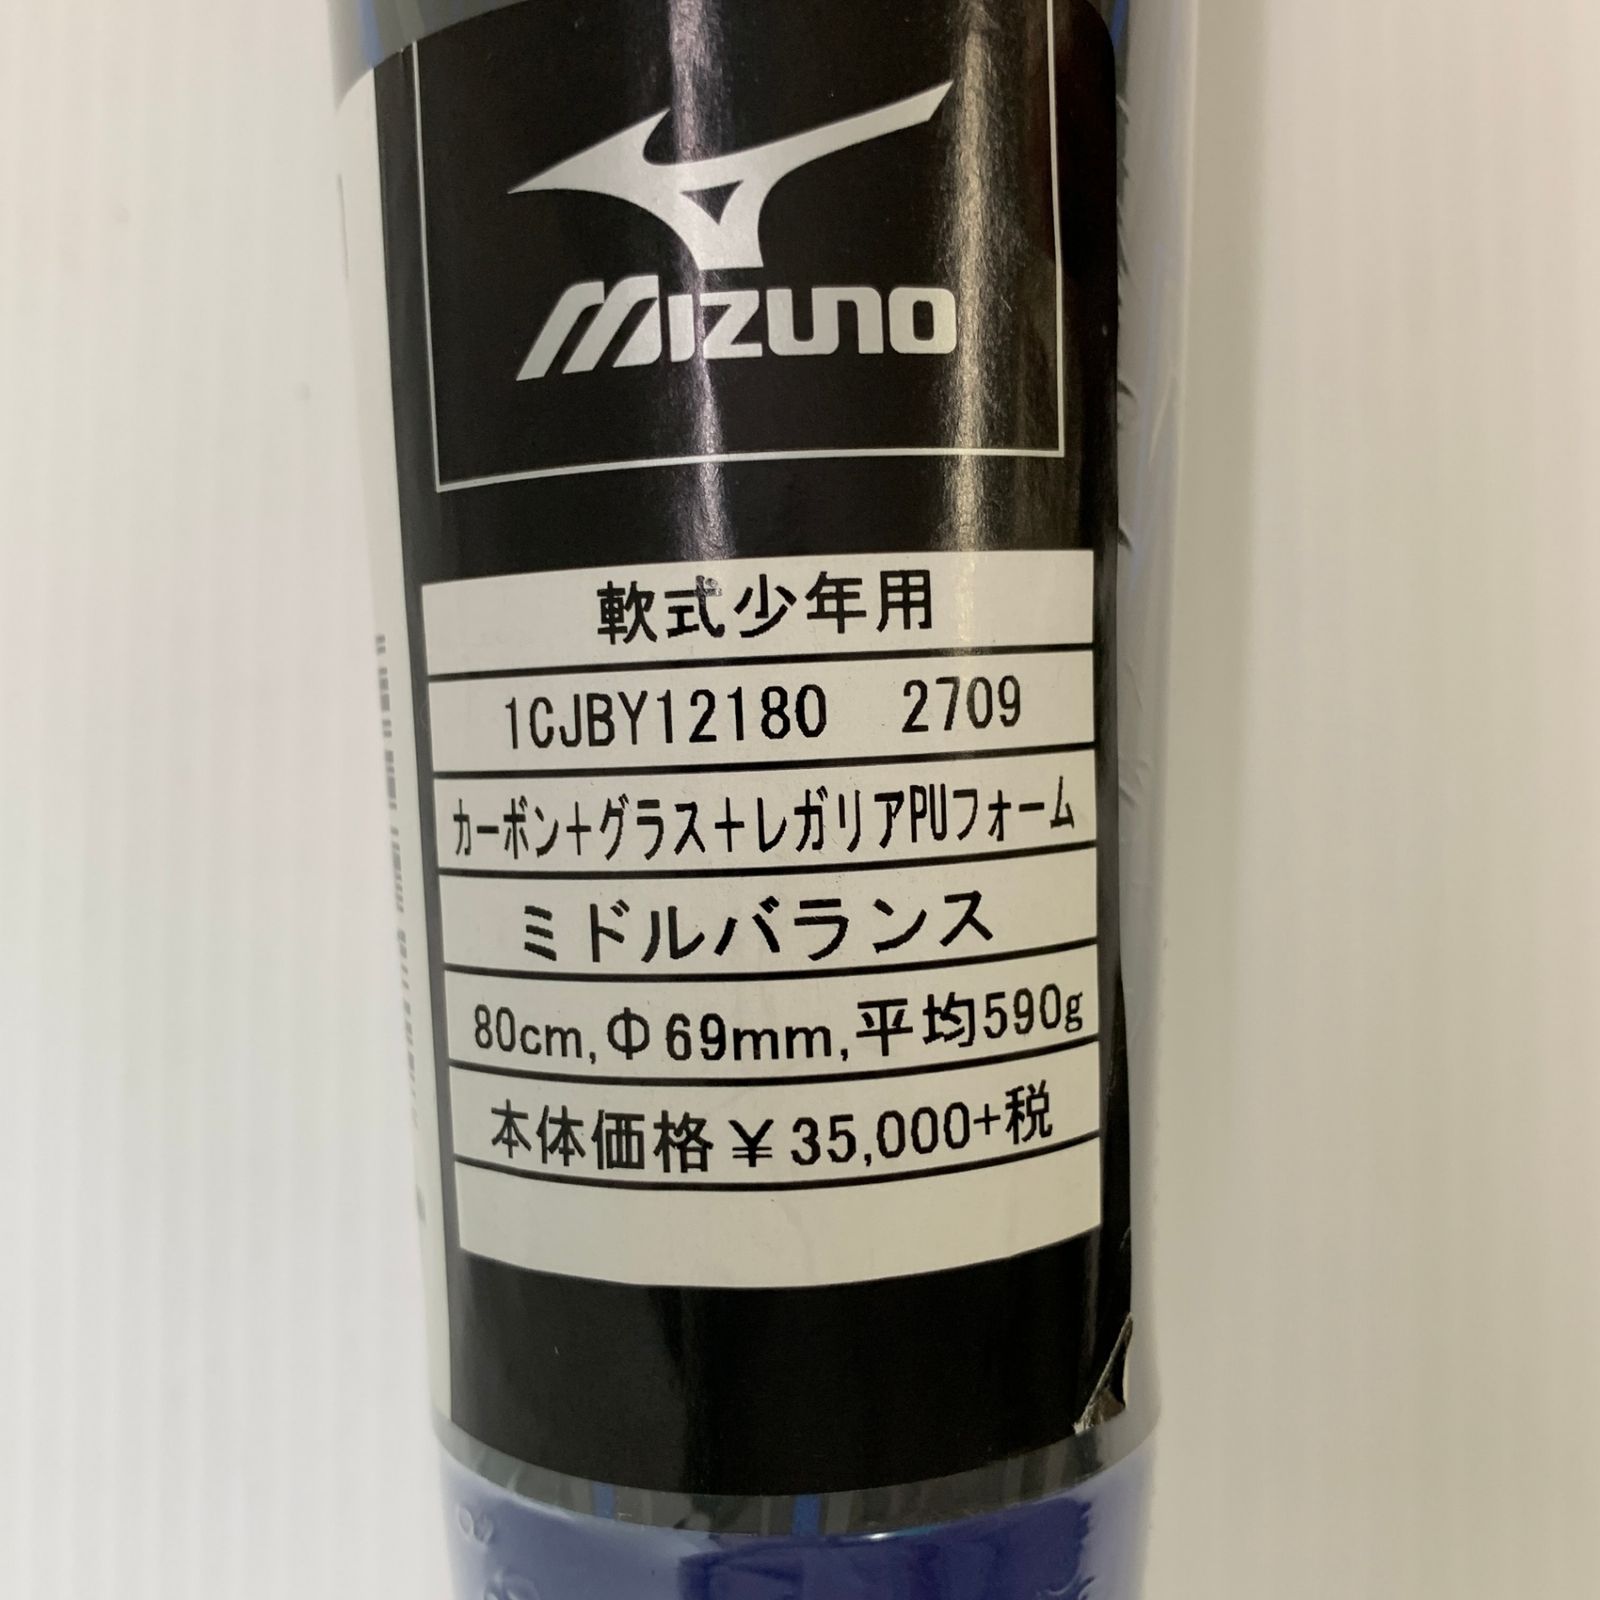 MIZUNO
軟式少年用
1CJBY12180 2709
カーボン+グラス+レガリアPUフォーム
ミドルバランス
80cm,Φ69mm,平均590g
本体価格¥35,000+税